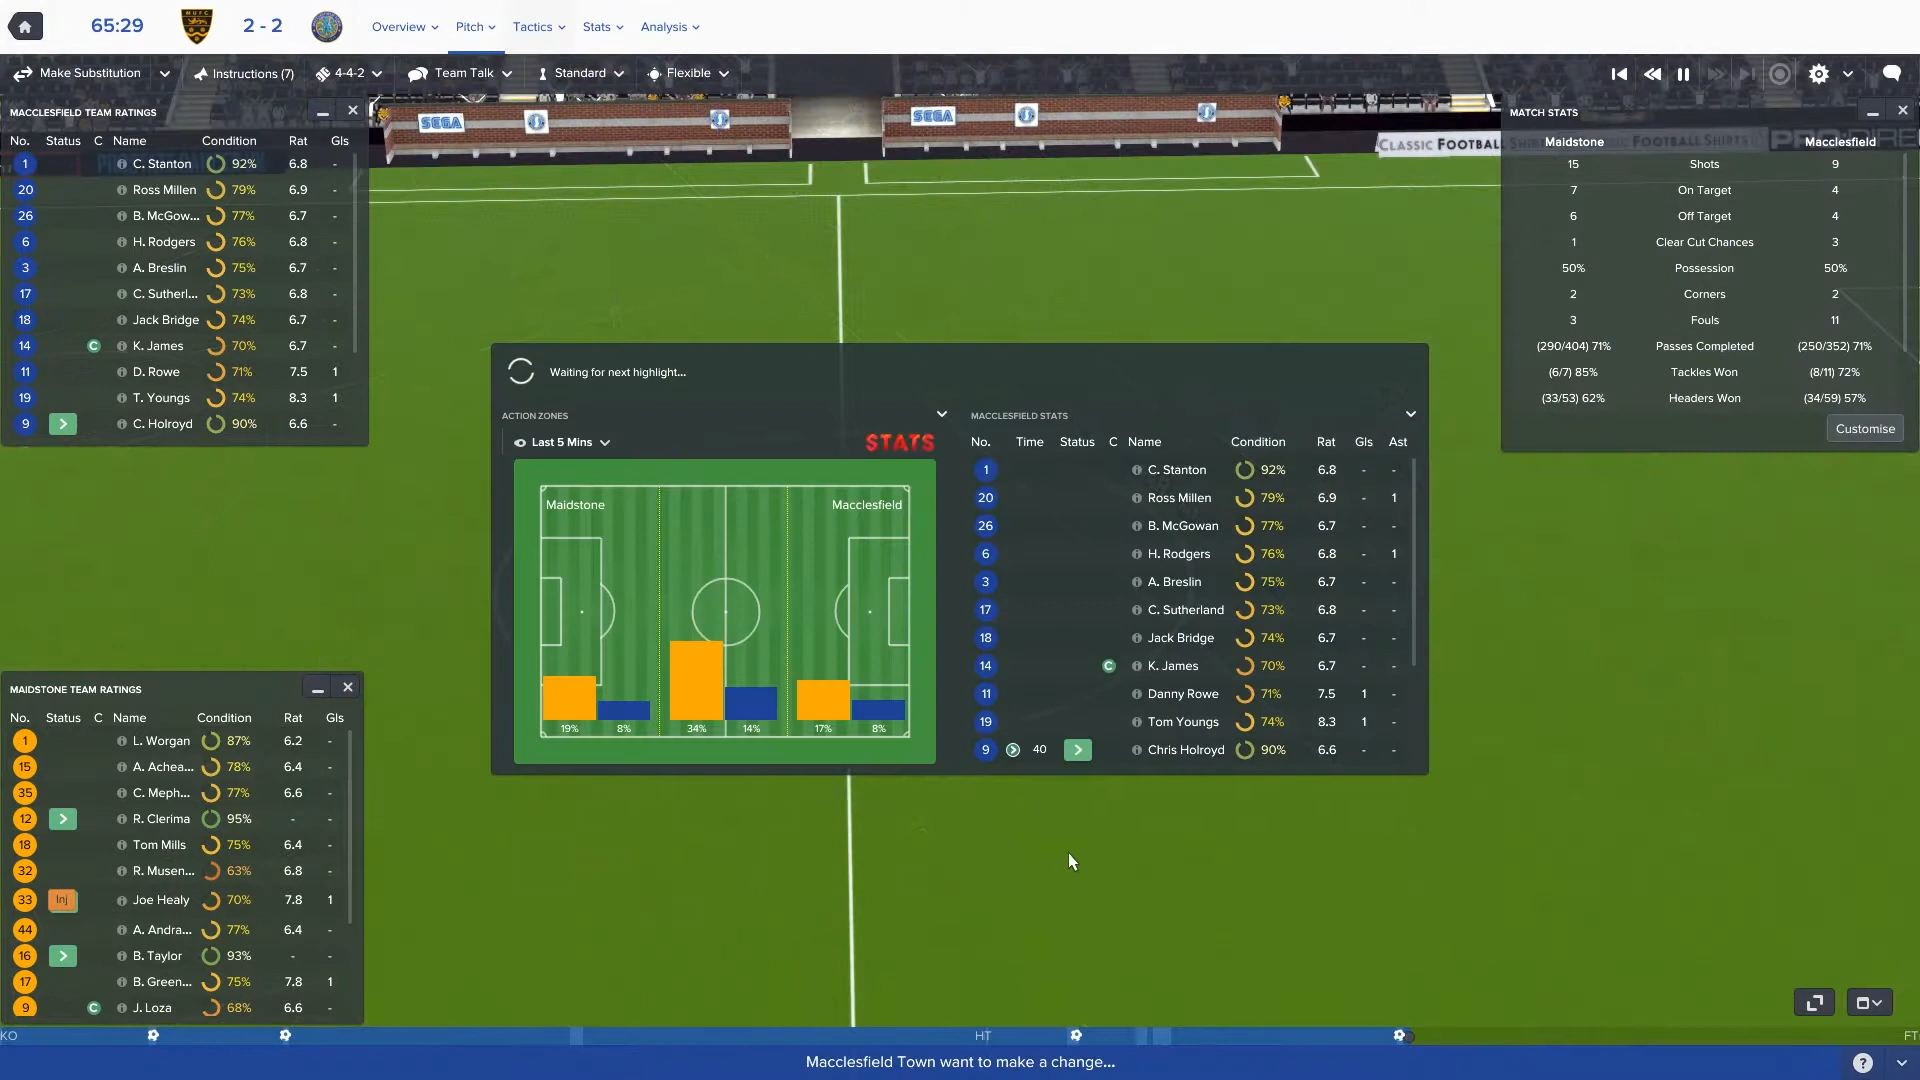 65:29 2 - 2 Overview Pitch Tactics Stats Analysis
Make Substitution Instructions (7) 4-4-2 Team Talk Standard Flexible
SEGA SEGA
CLASSIC FOOTBALL SHIRTS
MACCLESFIELD TEAM RATINGS
No. Status C Name Condition Rat Gls
1 C. Stanton 92% 6.8 -
20 Ross Millen 79% 6.9 -
26 B. McGow... 77% 6.7 -
6 H. Rodgers 76% 6.8 -
3 A. Breslin 75% 6.7 -
17 C. Sutherl... 73% 6.8 -
18 Jack Bridge 74% 6.7 -
14 C K. James 70% 6.7 -
11 D. Rowe 71% 7.5 1
19 T. Youngs 74% 8.3 1
9 C. Holroyd 90% 6.6 -
MATCH STATS
Maidstone Macclesfield
15 Shots 9
7 On Target 4
6 Off Target 4
1 Clear Cut Chances 3
50% Possession 50%
2 Corners 2
3 Fouls 11
(290/404) 71% Passes Completed (250/352) 71%
(6/7) 85% Tackles Won (8/11) 72%
(33/53) 62% Headers Won (34/59) 57%
Customise
Waiting for next highlight...
ACTION ZONES
Last 5 Mins STATS
Maidstone Macclesfield
19% 8% 34% 14% 17% 8%
MACCLESFIELD STATS
No. Time Status C Name Condition Rat Gls Ast
1 C. Stanton 92% 6.8 - -
20 Ross Millen 79% 6.9 - 1
26 B. McGowan 77% 6.7 - -
6 H. Rodgers 76% 6.8 - 1
3 A. Breslin 75% 6.7 - -
17 C. Sutherland 73% 6.8 - -
18 Jack Bridge 74% 6.7 - -
14 C K. James 70% 6.7 - -
11 Danny Rowe 71% 7.5 1 -
19 Tom Youngs 74% 8.3 1 -
9 40 Chris Holroyd 90% 6.6 - -
MAIDSTONE TEAM RATINGS
No. Status C Name Condition Rat Gls
1 L. Worgan 87% 6.2 -
15 A. Achea... 78% 6.4 -
35 C. Meph... 77% 6.6 -
12 R. Clerima 95% - -
18 Tom Mills 75% 6.4 -
32 R. Musen... 63% 6.8 -
33 Inj Joe Healy 70% 7.8 1
44 A. Andra... 77% 6.4 -
16 B. Taylor 93% - -
17 B. Green... 75% 7.8 1
9 C J. Loza 68% 6.6 -
KO HT FT
Macclesfield Town want to make a change...